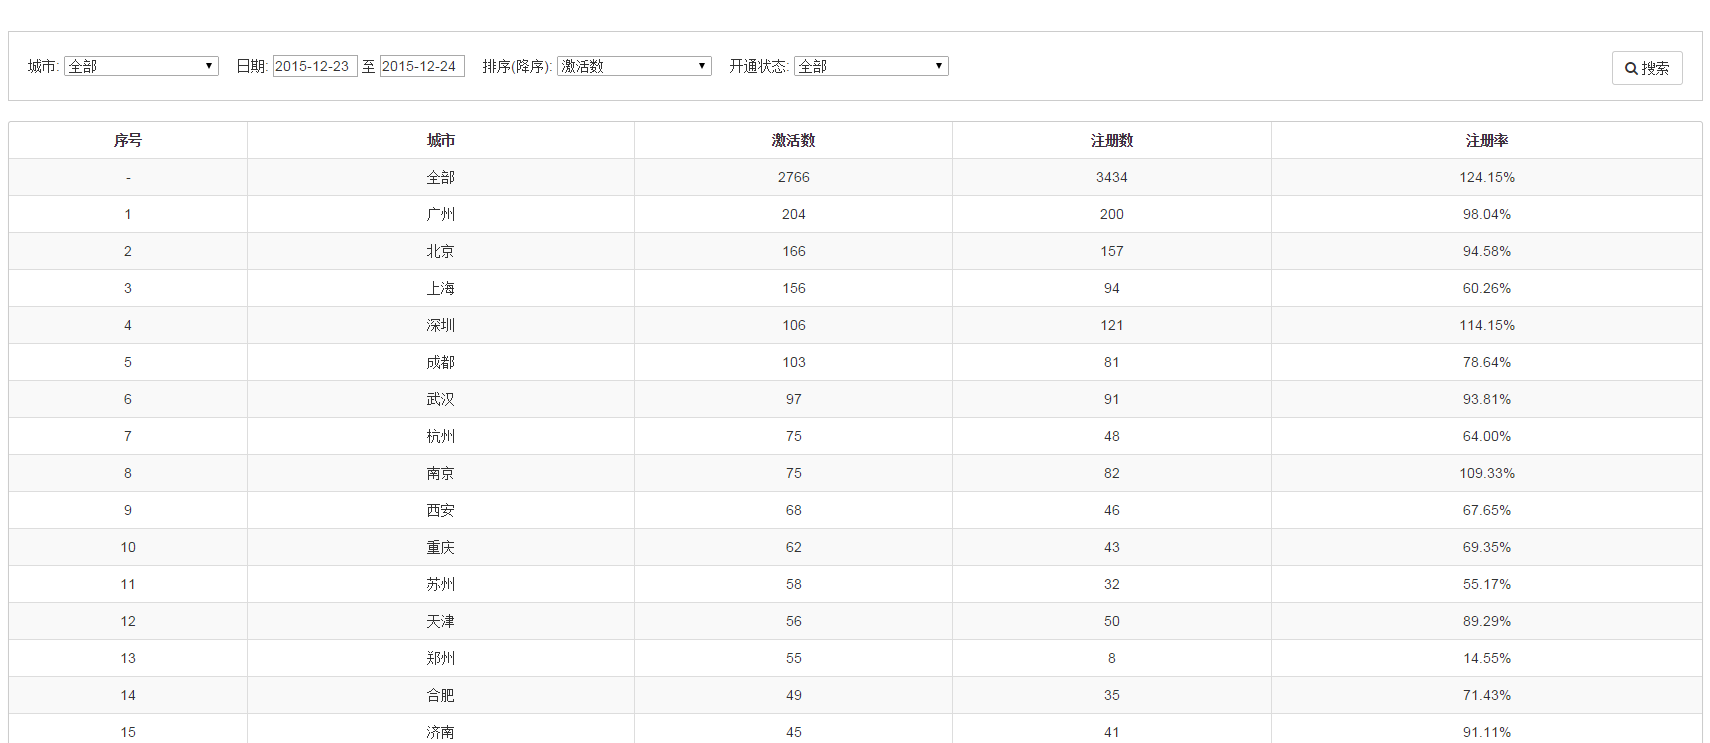 城市: 全部 日期: 2015-12-23 至 2015-12-24 排序(降序): 激活数 开通状态: 全部 搜索
序号 城市 激活数 注册数 注册率
- 全部 2766 3434 124.15%
1 广州 204 200 98.04%
2 北京 166 157 94.58%
3 上海 156 94 60.26%
4 深圳 106 121 114.15%
5 成都 103 81 78.64%
6 武汉 97 91 93.81%
7 杭州 75 48 64.00%
8 南京 75 82 109.33%
9 西安 68 46 67.65%
10 重庆 62 43 69.35%
11 苏州 58 32 55.17%
12 天津 56 50 89.29%
13 郑州 55 8 14.55%
14 合肥 49 35 71.43%
15 济南 45 41 91.11%